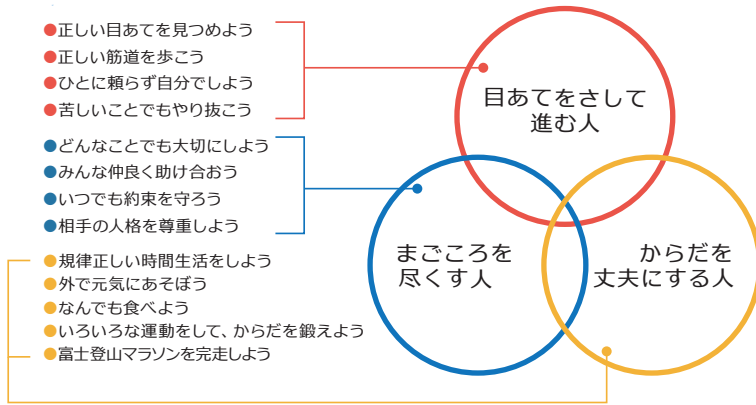 ●正しい目あてを見つめよう
●正しい筋道を歩こう
●ひとに頼らず自分でしよう
●苦しいことでもやり抜こう
●どんなことでも大切にしよう
●みんな仲良く助け合おう
●いつでも約束を守ろう
●相手の人格を尊重しよう
●規律正しい時間生活をしよう
●外で元気にあそぼう
●なんでも食べよう
●いろいろな運動をして、からだを鍛えよう
●富士登山マラソンを完走しよう
目あてをさして
進む人
まごころを
尽くす人
からだを
丈夫にする人